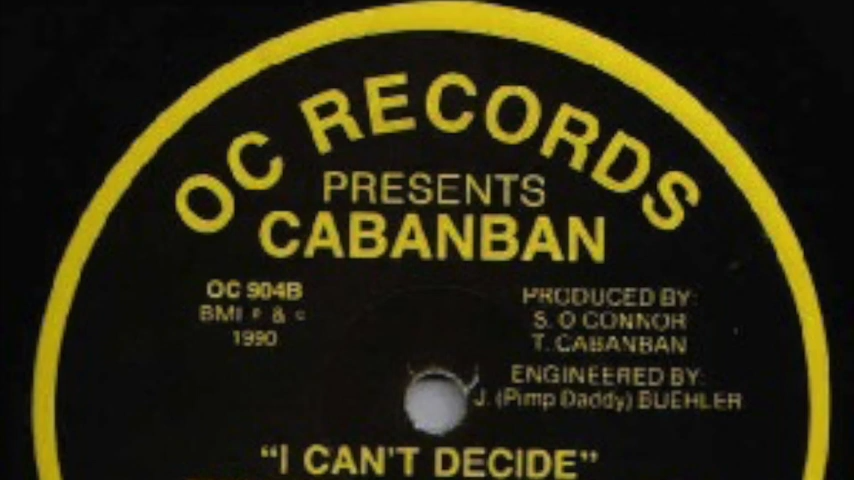 OC RECORDS
PRESENTS
CABANBAN
OC 904B
BMI P & C
1990
PRODUCED BY:
S. O CONNOR
T. CABANBAN
ENGINEERED BY:
J. (Pimp Daddy) BUEHLER
"I CAN'T DECIDE"